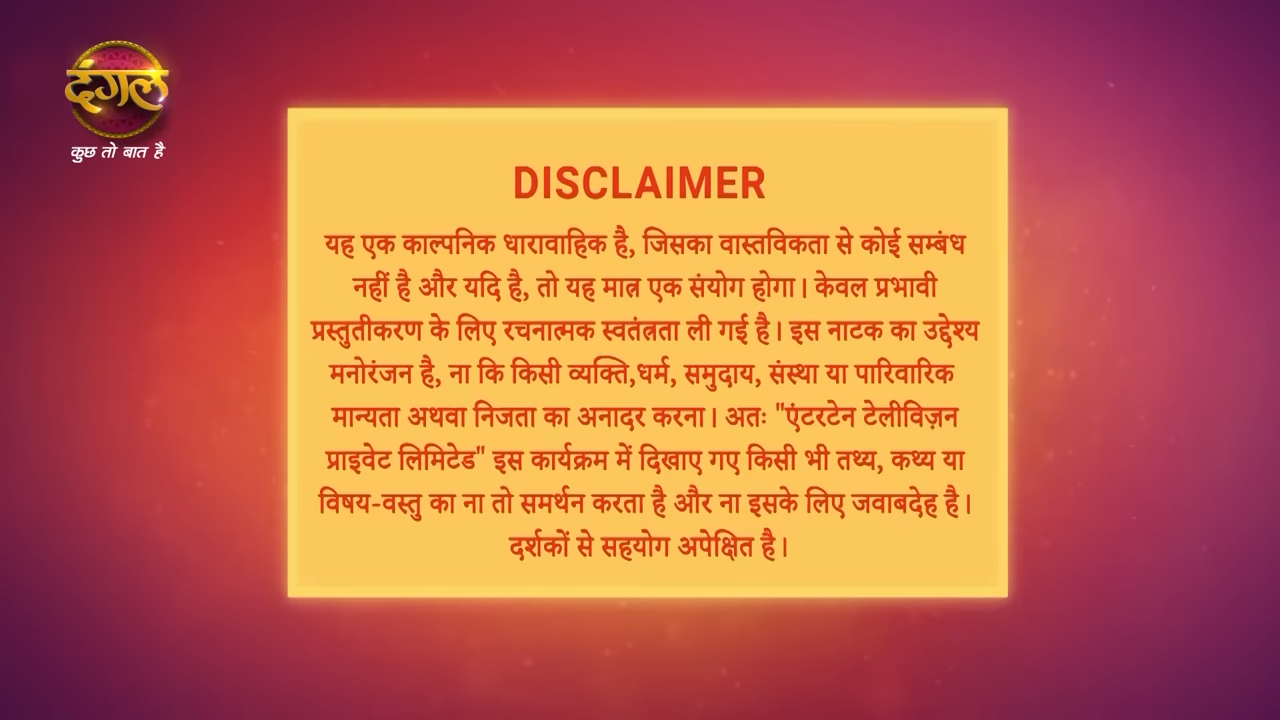 दंगल
कुछ तो बात है
DISCLAIMER
यह एक काल्पनिक धारावाहिक है, जिसका वास्तविकता से कोई सम्बंध
नहीं है और यदि है, तो यह मात्र एक संयोग होगा। केवल प्रभावी
प्रस्तुतीकरण के लिए रचनात्मक स्वतंत्रता ली गई है। इस नाटक का उद्देश्य
मनोरंजन है, ना कि किसी व्यक्ति,धर्म, समुदाय, संस्था या पारिवारिक
मान्यता अथवा निजता का अनादर करना। अतः "एंटरटेन टेलीविज़न
प्राइवेट लिमिटेड" इस कार्यक्रम में दिखाए गए किसी भी तथ्य, कथ्य या
विषय-वस्तु का ना तो समर्थन करता है और ना इसके लिए जवाबदेह है।
दर्शकों से सहयोग अपेक्षित है।